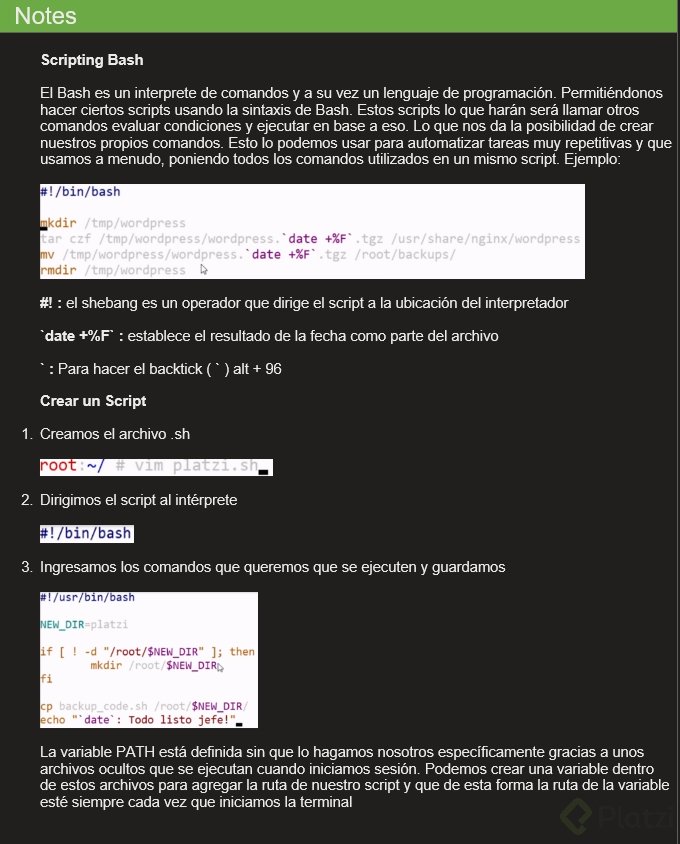 Notes
Scripting Bash
El Bash es un interprete de comandos y a su vez un lenguaje de programación. Permitiéndonos
hacer ciertos scripts usando la sintaxis de Bash. Estos scripts lo que harán será llamar otros
comandos evaluar condiciones y ejecutar en base a eso. Lo que nos da la posibilidad de crear
nuestros propios comandos. Esto lo podemos usar para automatizar tareas muy repetitivas y que
usamos a menudo, poniendo todos los comandos utilizados en un mismo script. Ejemplo:
#!/bin/bash
mkdir /tmp/wordpress
tar czf /tmp/wordpress/wordpress.`date +%F`.tgz /usr/share/nginx/wordpress
mv /tmp/wordpress/wordpress.`date +%F`.tgz /root/backups/
rmdir /tmp/wordpress
#! : el shebang es un operador que dirige el script a la ubicación del interpretador
`date +%F` : establece el resultado de la fecha como parte del archivo
` : Para hacer el backtick ( ` ) alt + 96
Crear un Script
1. Creamos el archivo .sh
root:~/ # vim platzi.sh
2. Dirigimos el script al intérprete
#!/bin/bash
3. Ingresamos los comandos que queremos que se ejecuten y guardamos
#!/usr/bin/bash
NEW_DIR=platzi
if [ ! -d "/root/$NEW_DIR" ]; then
mkdir /root/$NEW_DIR
fi
cp backup_code.sh /root/$NEW_DIR/
echo "`date`: Todo listo jefe!"
La variable PATH está definida sin que lo hagamos nosotros específicamente gracias a unos
archivos ocultos que se ejecutan cuando iniciamos sesión. Podemos crear una variable dentro
de estos archivos para agregar la ruta de nuestro script y que de esta forma la ruta de la variable
esté siempre cada vez que iniciamos la terminal
Platzi